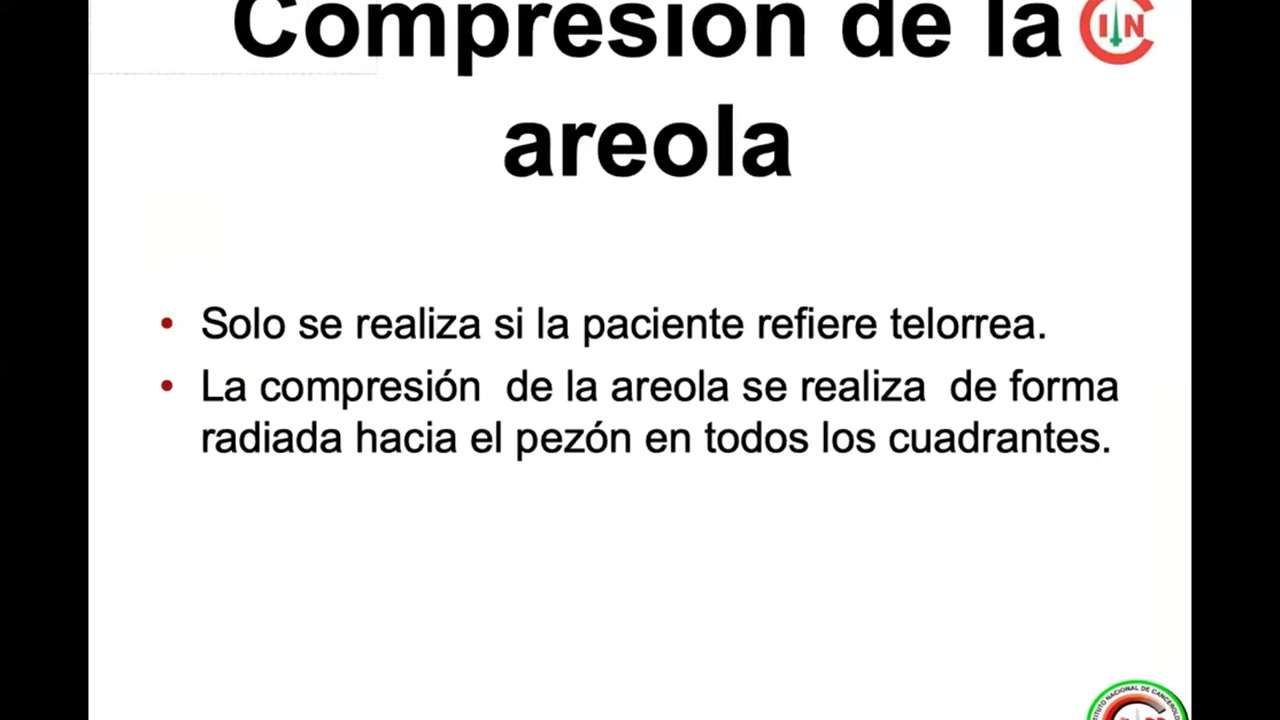 Compresión de la
areola
• Solo se realiza si la paciente refiere telorrea.
• La compresión  de la areola se realiza  de forma
radiada hacia el pezón en todos los cuadrantes.